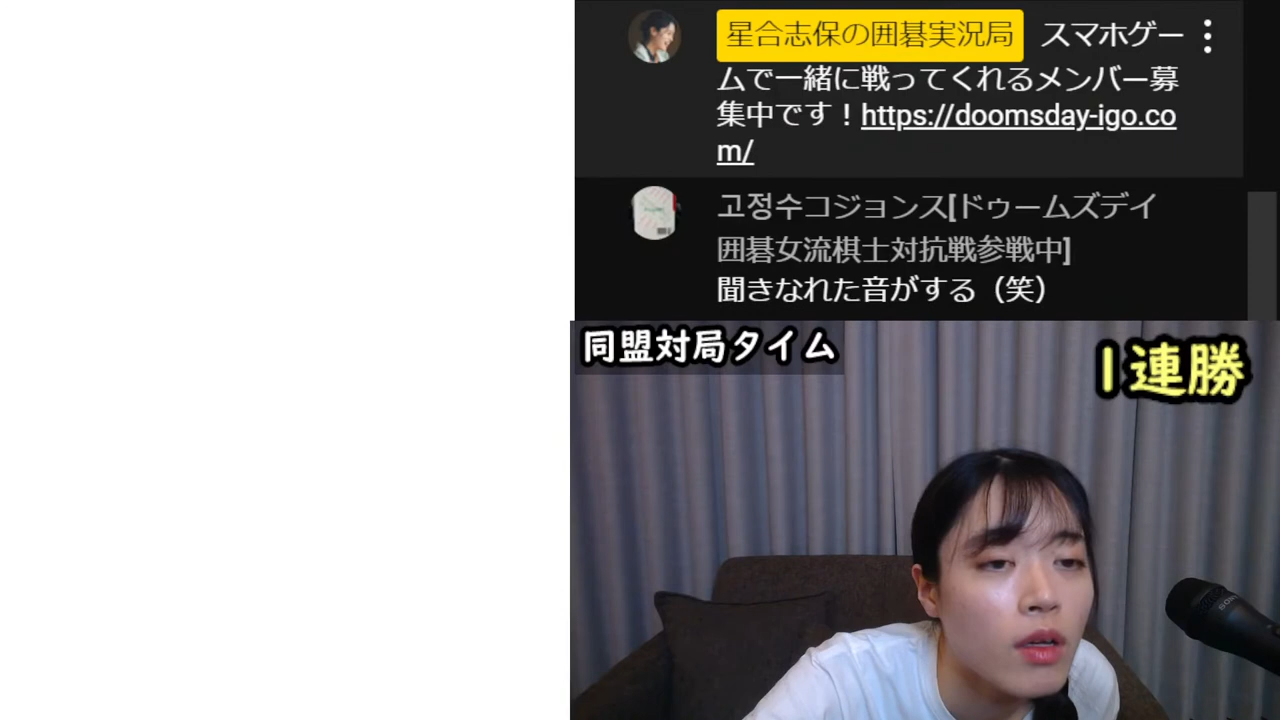 星合志保の囲碁実況局 スマホゲー
ムで一緒に戦ってくれるメンバー募
集中です！https://doomsday-igo.co
m/
고정수コジョンス[ドゥームズデイ
囲碁女流棋士対抗戦参戦中]
聞きなれた音がする（笑）
同盟対局タイム
1連勝